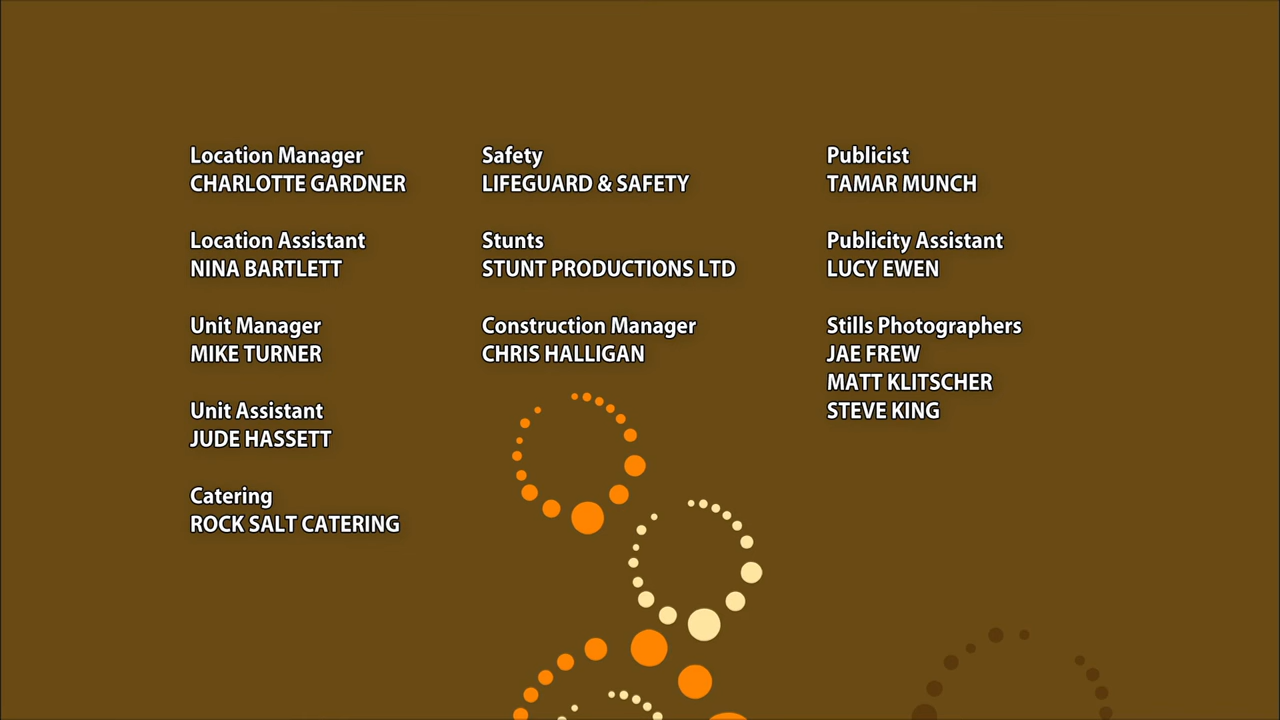 Location Manager
CHARLOTTE GARDNER
Location Assistant
NINA BARTLETT
Unit Manager
MIKE TURNER
Unit Assistant
JUDE HASSETT
Catering
ROCK SALT CATERING
Safety
LIFEGUARD & SAFETY
Stunts
STUNT PRODUCTIONS LTD
Construction Manager
CHRIS HALLIGAN
Publicist
TAMAR MUNCH
Publicity Assistant
LUCY EWEN
Stills Photographers
JAE FREW
MATT KLITSCHER
STEVE KING